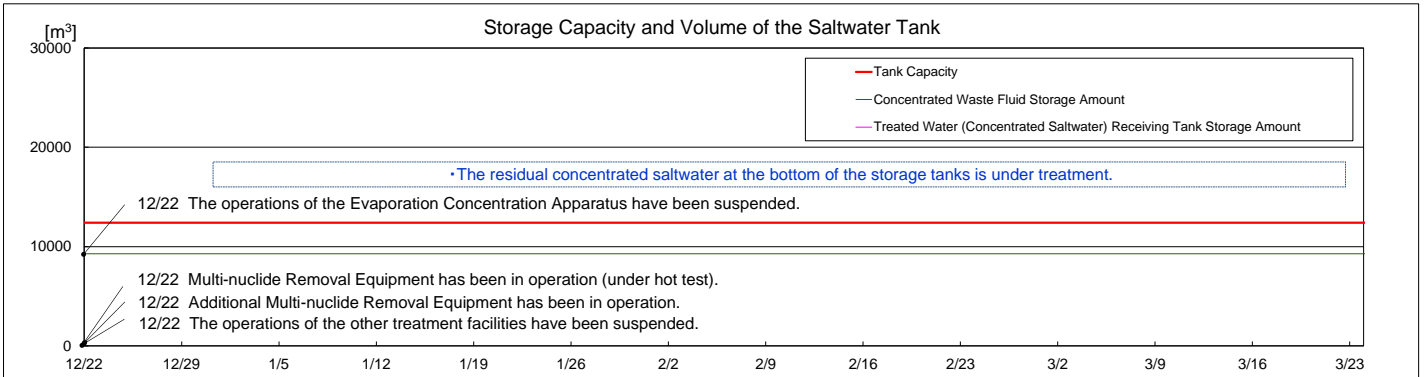 Storage Capacity and Volume of the Saltwater Tank
[m³]
30000
Tank Capacity
Concentrated Waste Fluid Storage Amount
Treated Water (Concentrated Saltwater) Receiving Tank Storage Amount
20000
・The residual concentrated saltwater at the bottom of the storage tanks is under treatment.
12/22 The operations of the Evaporation Concentration Apparatus have been suspended.
10000
12/22 Multi-nuclide Removal Equipment has been in operation (under hot test).
12/22 Additional Multi-nuclide Removal Equipment has been in operation.
12/22 The operations of the other treatment facilities have been suspended.
0
12/22 12/29 1/5 1/12 1/19 1/26 2/2 2/9 2/16 2/23 3/2 3/9 3/16 3/23